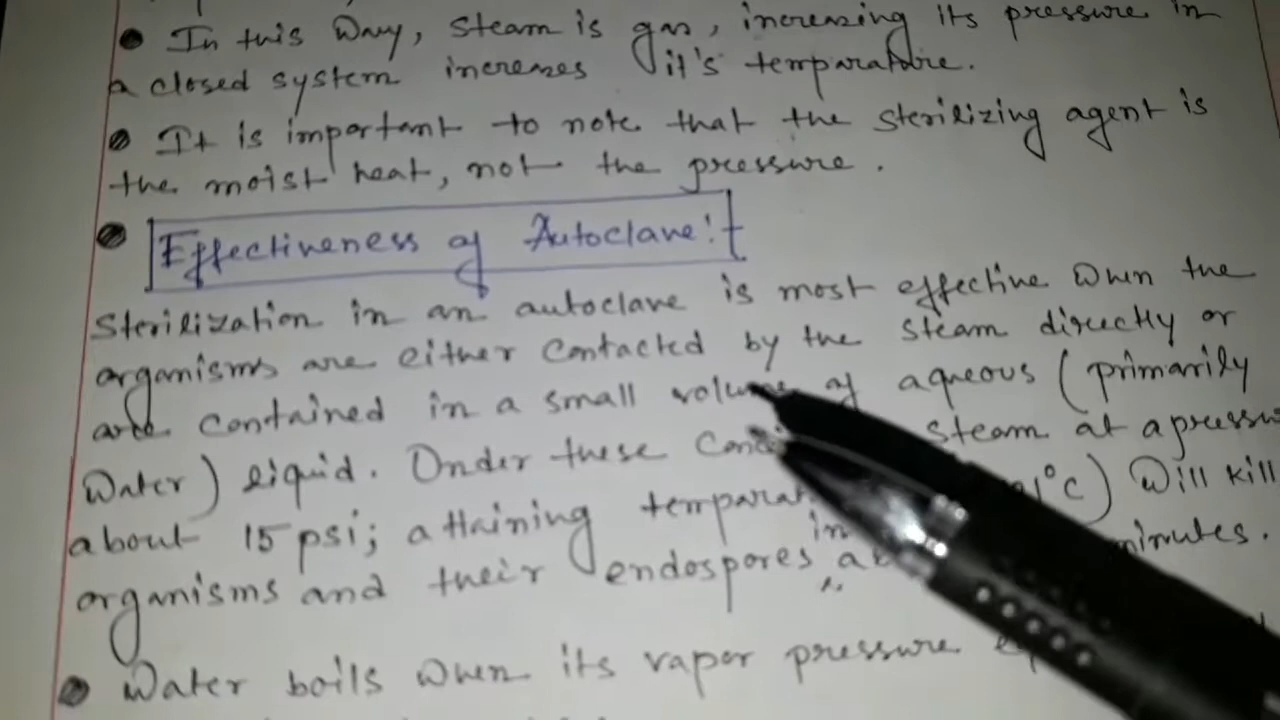 • In this Way, Steam is gas, increasing its pressure in
a closed system increases it's temparature.
• It is important to note that the sterilizing agent is
the moist heat, not the pressure.
• Effectiveness of Autoclave:-
Sterilization in an autoclave is most effective when the
organisms are either Contacted by the steam directly or
are contained in a small volume of aqeous (primarily
Water) liquid. Under these steam at a
about 15 psi; attaining °C) Will kill
organisms and their endospores in
• Water boils when its vapor pressure